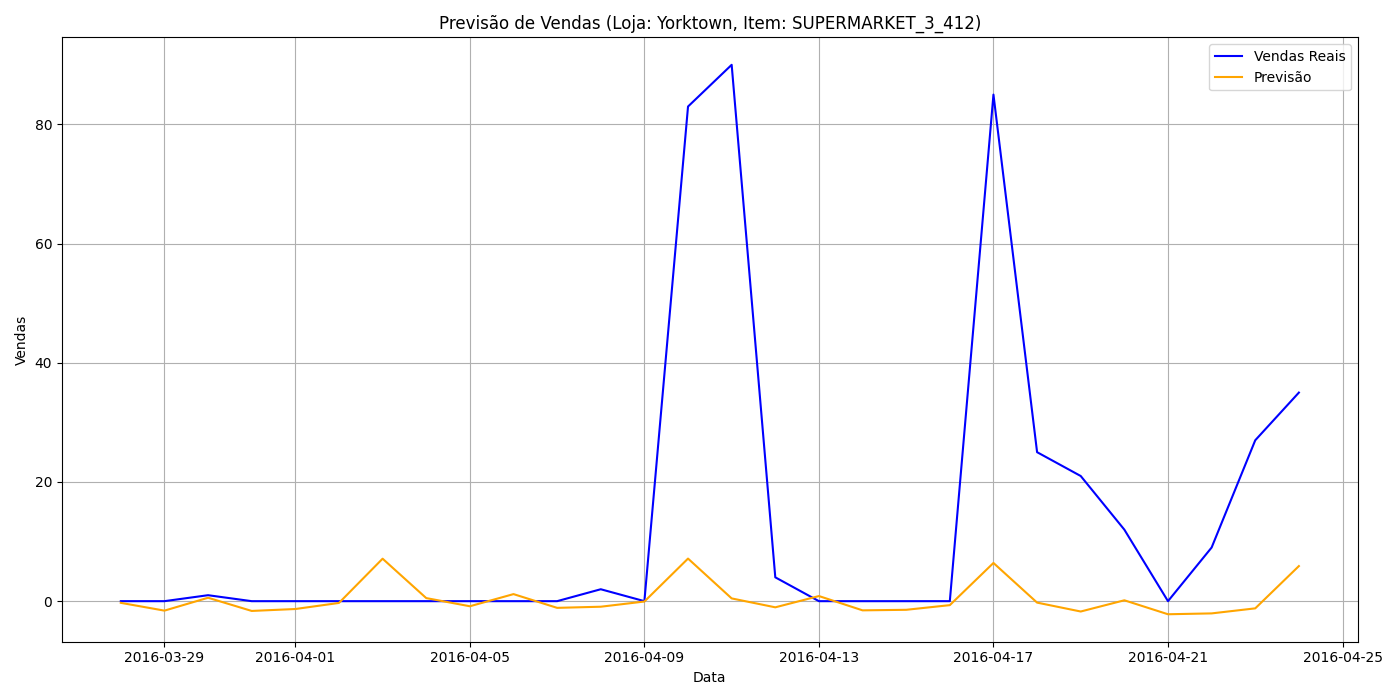 Previsão de Vendas (Loja: Yorktown, Item: SUPERMARKET_3_412)
Vendas Reais
Previsão
80
60
40
20
0
Vendas
2016-03-29
2016-04-01
2016-04-05
2016-04-09
2016-04-13
2016-04-17
2016-04-21
2016-04-25
Data